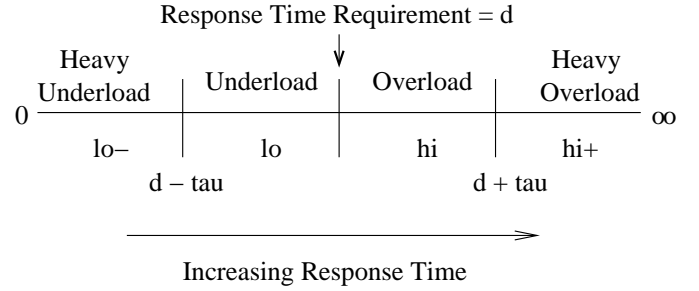 Response Time Requirement = d
Heavy Underload
Underload
Overload
Heavy Overload
0
oo
lo−
lo
hi
hi+
d − tau
d + tau
Increasing Response Time